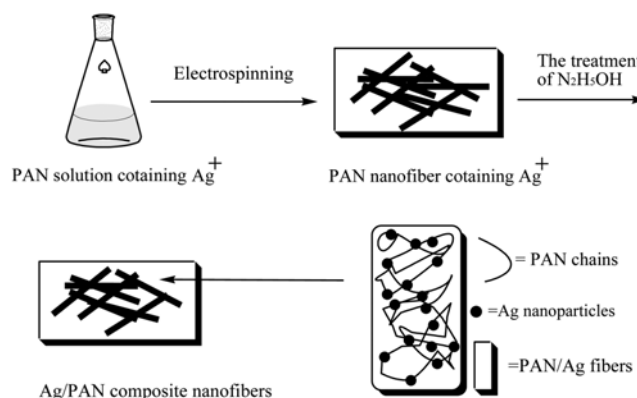 Electrospinning
The treatment
of N2H5OH
PAN solution cotaining Ag+
PAN nanofiber cotaining Ag+
= PAN chains
=Ag nanoparticles
=PAN/Ag fibers
Ag/PAN composite nanofibers